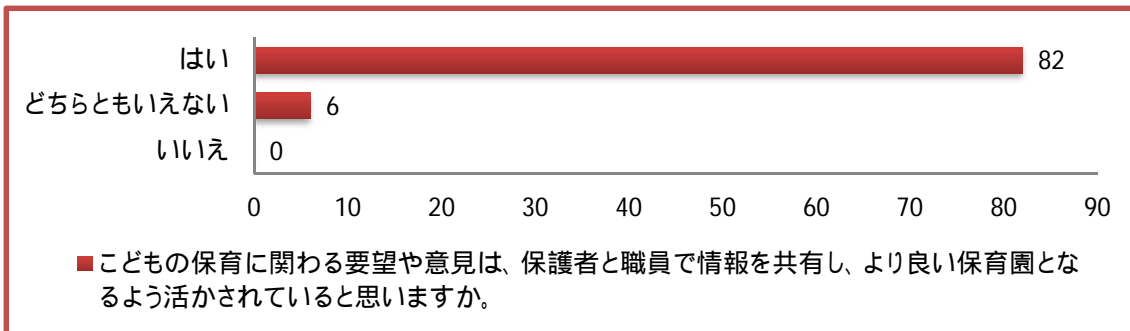 はい 82
どちらともいえない 6
いいえ 0
0 10 20 30 40 50 60 70 80 90
こどもの保育に関わる要望や意見は、保護者と職員で情報を共有し、より良い保育園とな
るよう活かされていると思いますか。